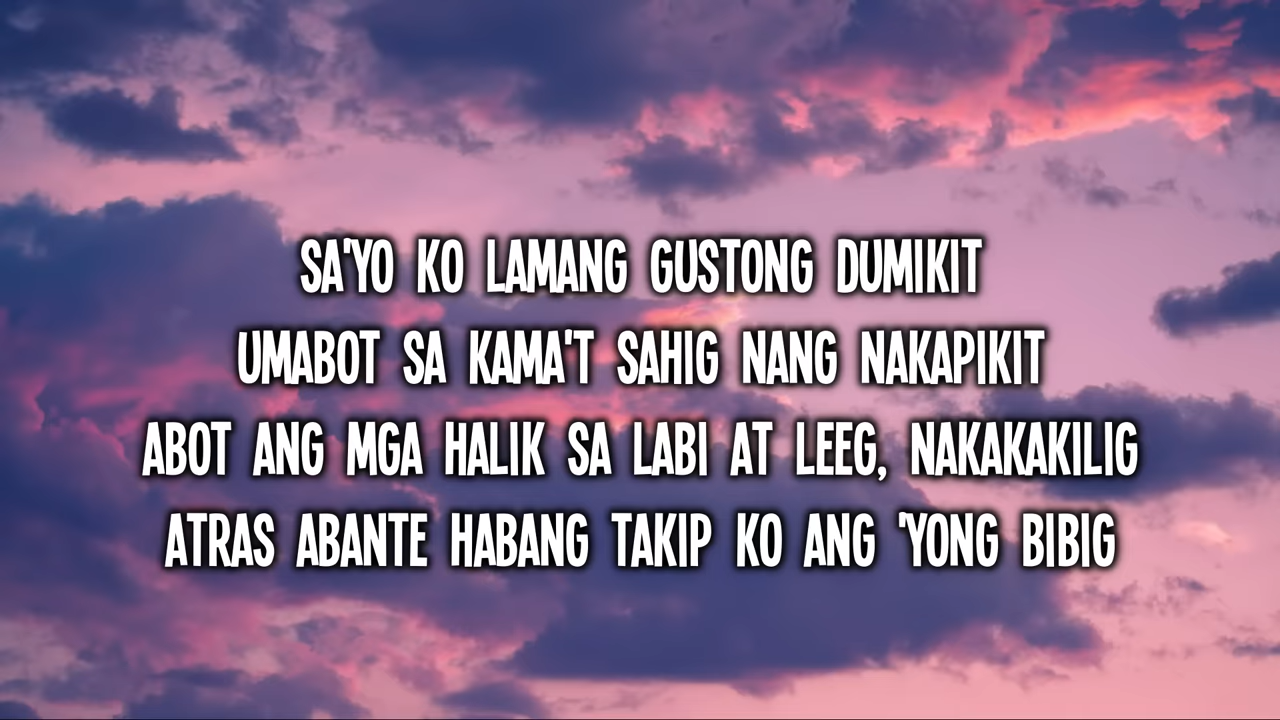 SA'YO KO LAMANG GUSTONG DUMIKIT
UMABOT SA KAMA'T SAHIG NANG NAKAPIKIT
ABOT ANG MGA HALIK SA LABI AT LEEG, NAKAKAKILIG
ATRAS ABANTE HABANG TAKIP KO ANG 'YONG BIBIG